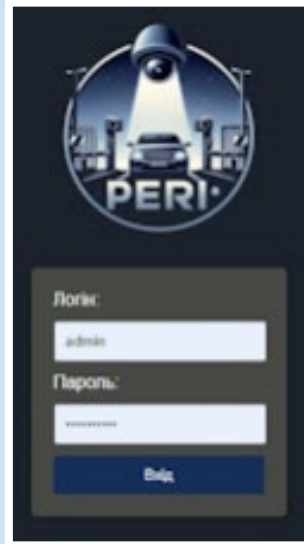 PERI
Логін:
admin
Пароль:
Вхід